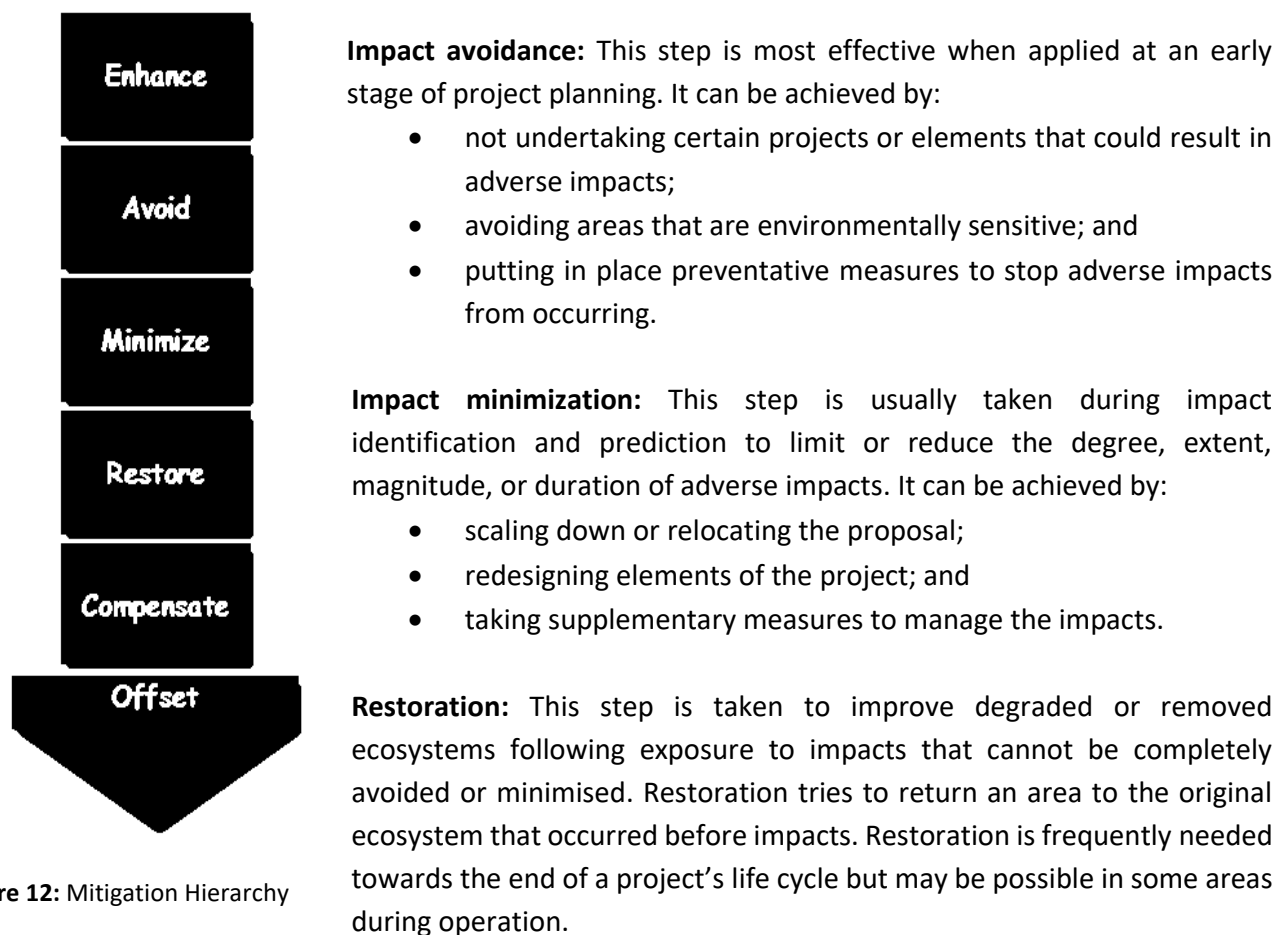 Enhance
Avoid
Minimize
Restore
Compensate
Offset
re 12: Mitigation Hierarchy
Impact avoidance: This step is most effective when applied at an early
stage of project planning. It can be achieved by:
• not undertaking certain projects or elements that could result in
adverse impacts;
• avoiding areas that are environmentally sensitive; and
• putting in place preventative measures to stop adverse impacts
from occurring.
Impact minimization: This step is usually taken during impact
identification and prediction to limit or reduce the degree, extent,
magnitude, or duration of adverse impacts. It can be achieved by:
• scaling down or relocating the proposal;
• redesigning elements of the project; and
• taking supplementary measures to manage the impacts.
Restoration: This step is taken to improve degraded or removed
ecosystems following exposure to impacts that cannot be completely
avoided or minimised. Restoration tries to return an area to the original
ecosystem that occurred before impacts. Restoration is frequently needed
towards the end of a project’s life cycle but may be possible in some areas
during operation.